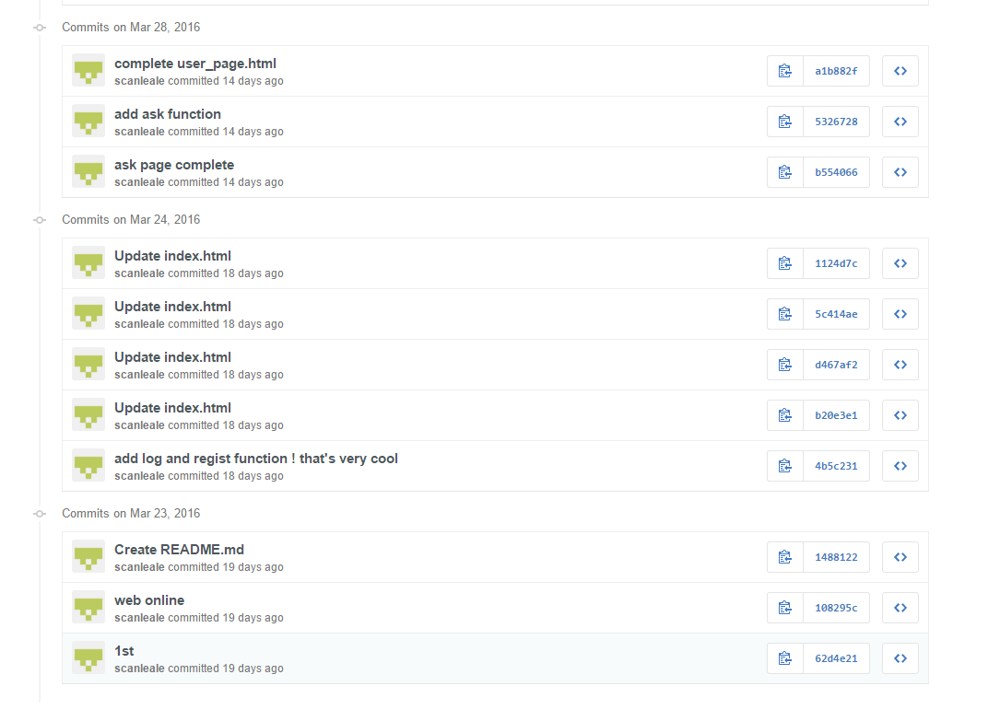 Commits on Mar 28, 2016
complete user_page.html
scanleale committed 14 days ago
a1b882f
add ask function
scanleale committed 14 days ago
5326728
ask page complete
scanleale committed 14 days ago
b554066
Commits on Mar 24, 2016
Update index.html
scanleale committed 18 days ago
1124d7c
Update index.html
scanleale committed 18 days ago
5c414ae
Update index.html
scanleale committed 18 days ago
d467af2
Update index.html
scanleale committed 18 days ago
b20e3e1
add log and regist function ! that's very cool
scanleale committed 18 days ago
4b5c231
Commits on Mar 23, 2016
Create README.md
scanleale committed 19 days ago
1488122
web online
scanleale committed 19 days ago
108295c
1st
scanleale committed 19 days ago
62d4e21